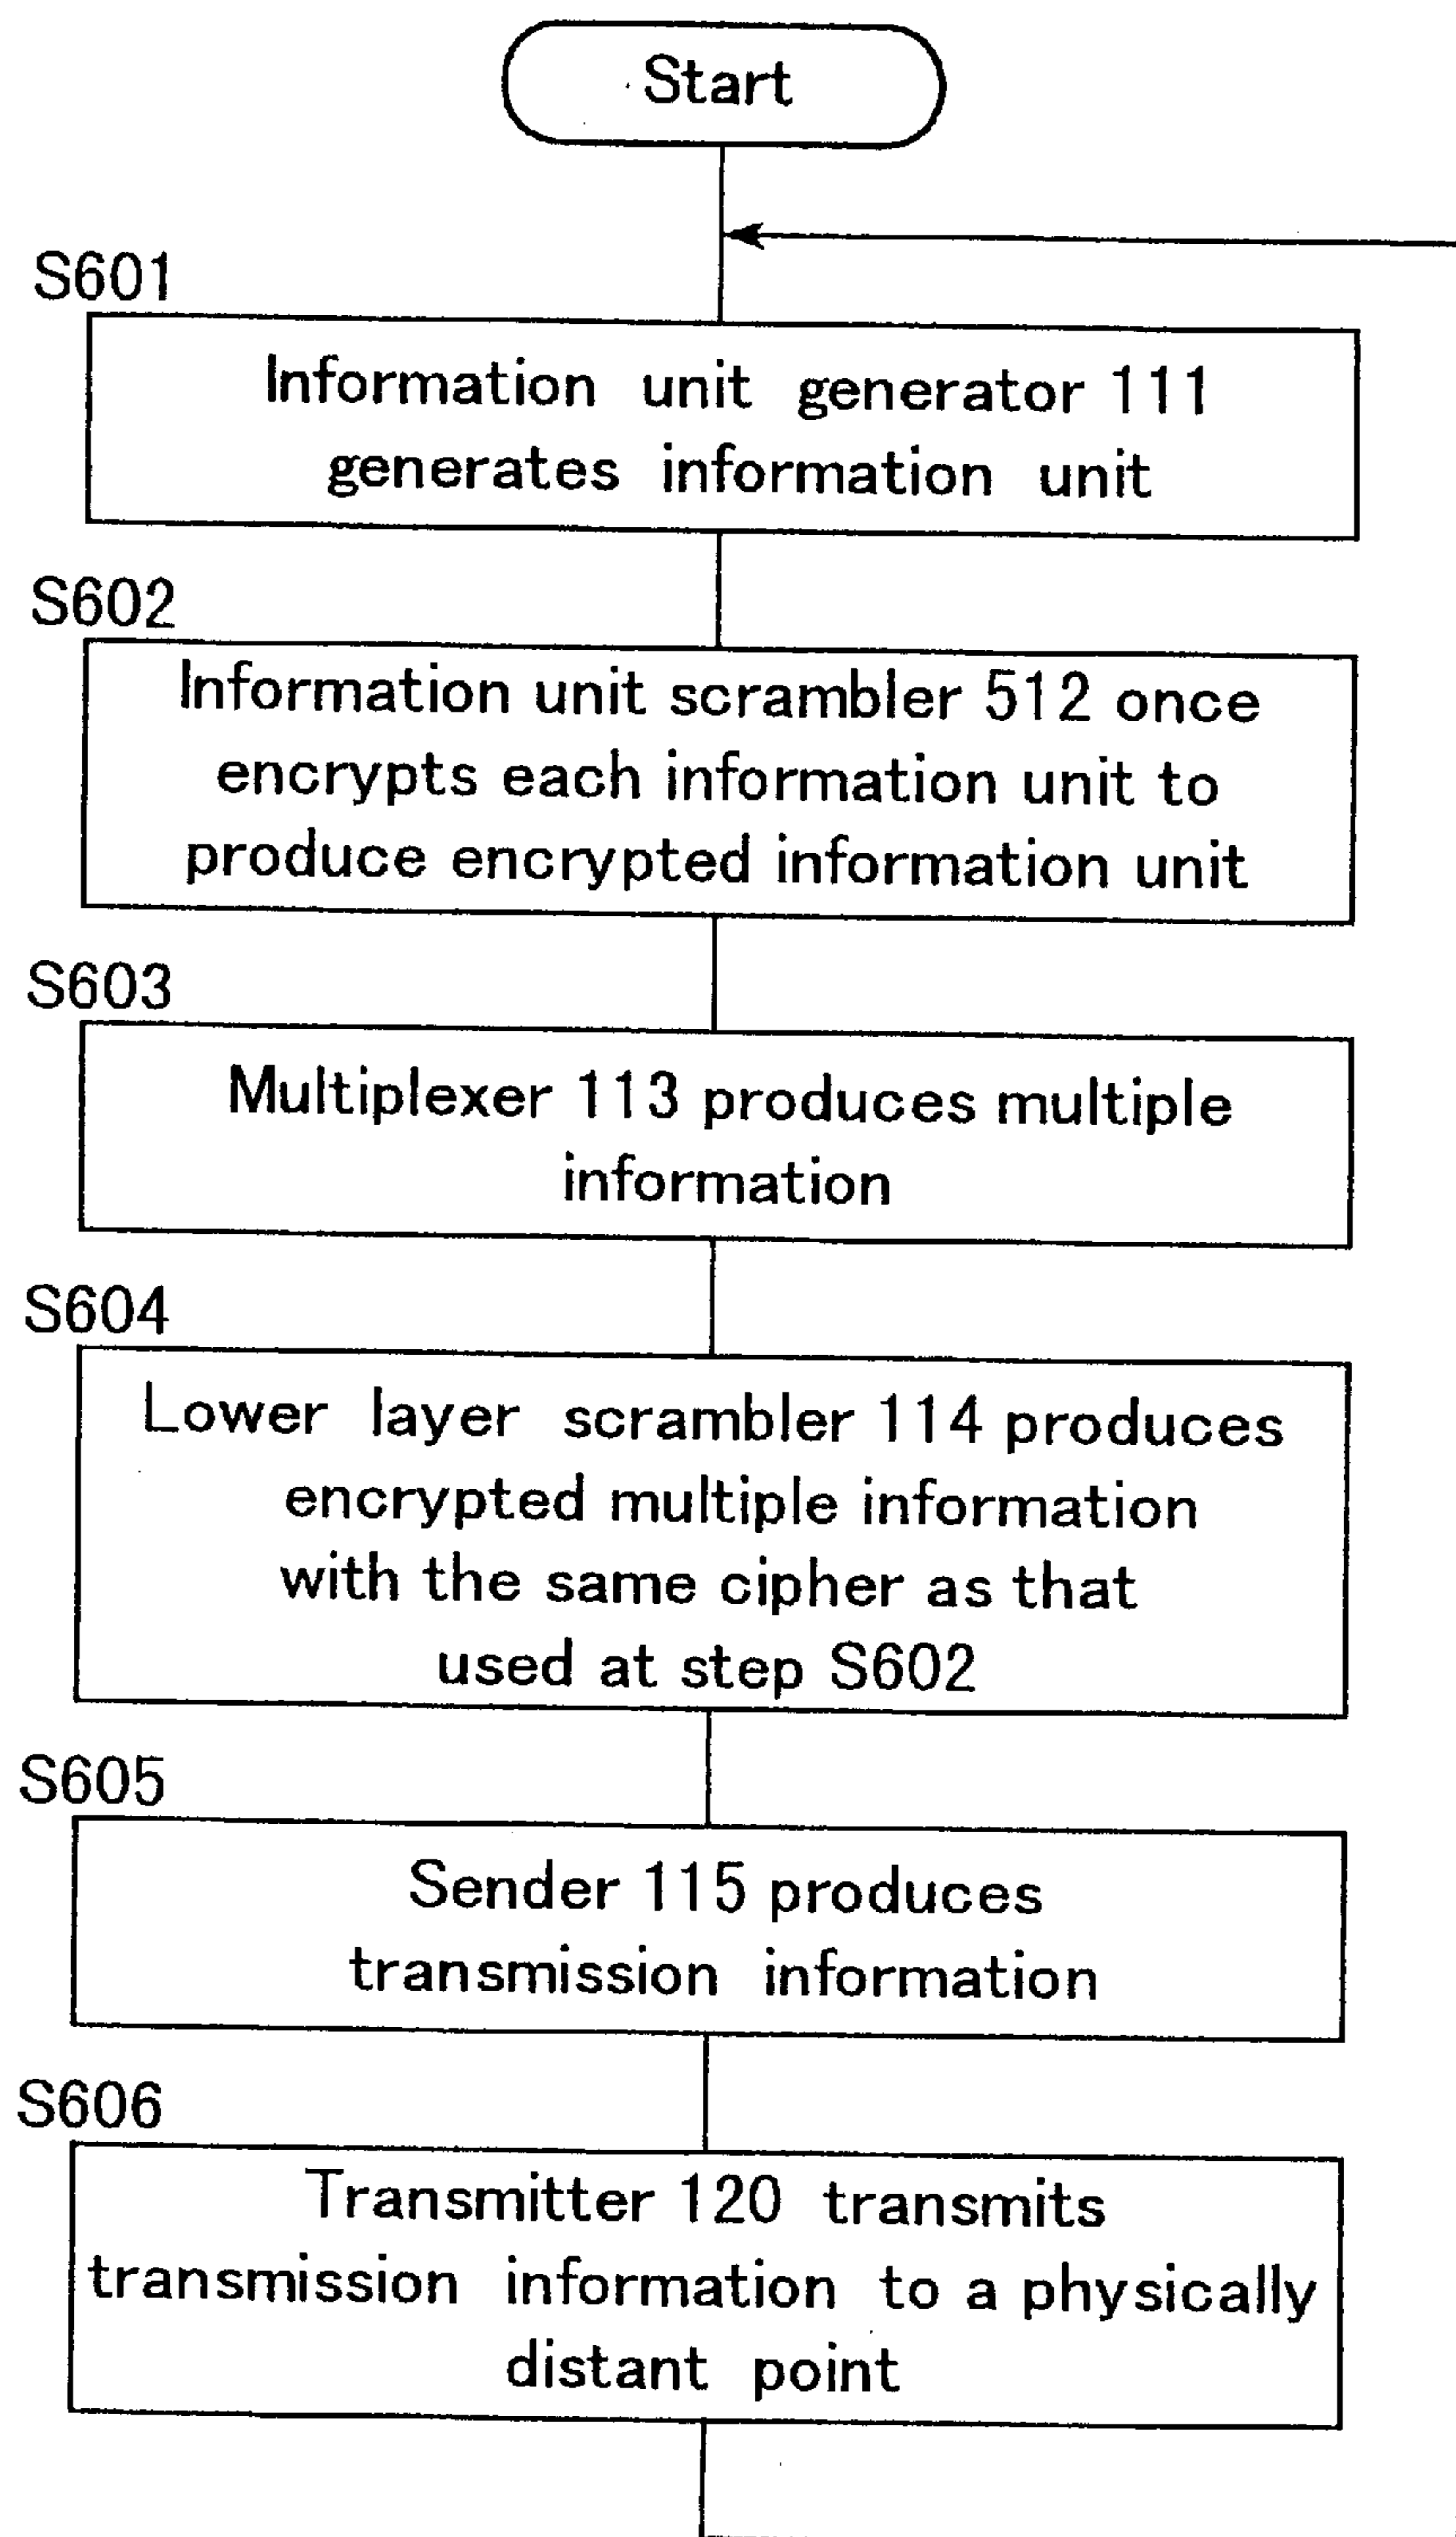 Start
S601
Information unit generator 111
generates information unit
S602
Information unit scrambler 512 once
encrypts each information unit to
produce encrypted information unit
S603
Multiplexer 113 produces multiple
information
S604
Lower layer scrambler 114 produces
encrypted multiple information
with the same cipher as that
used at step S602
S605
Sender 115 produces
transmission information
S606
Transmitter 120 transmits
transmission information to a physically
distant point